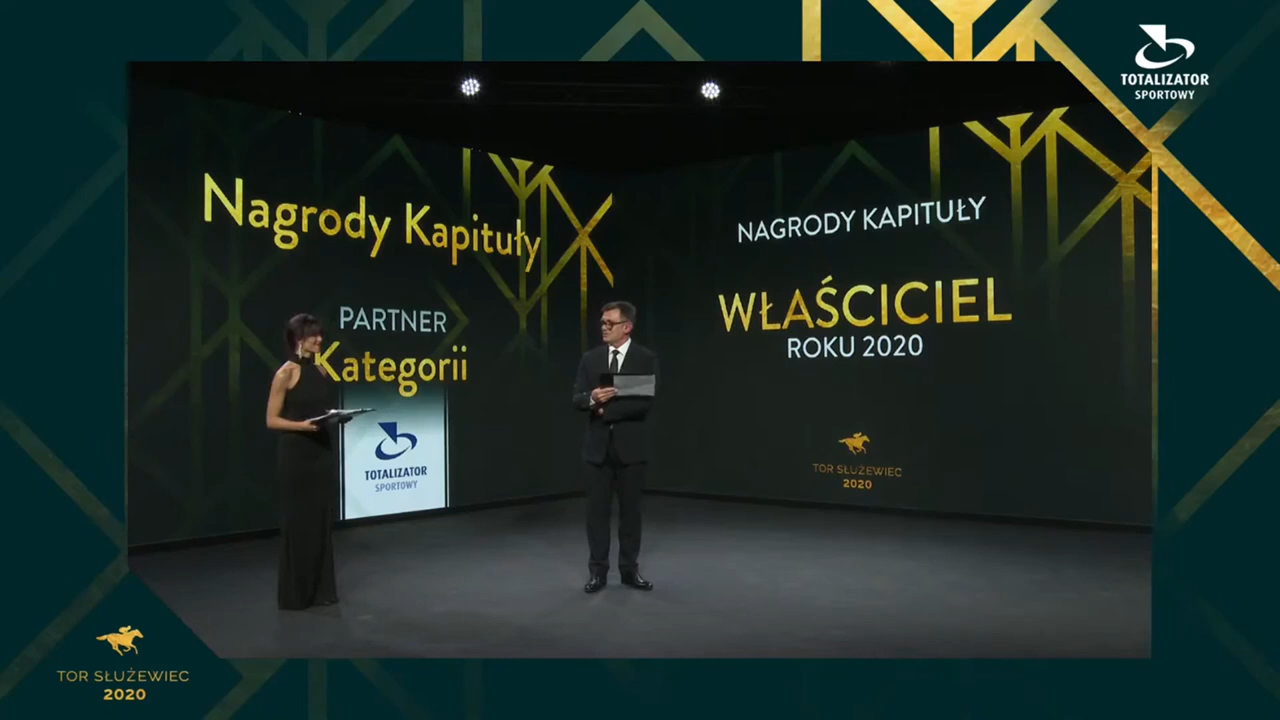 TOTALIZATOR
SPORTOWY
Nagrody Kapituły
PARTNER
Kategorii
TOTALIZATOR
SPORTOWY
NAGRODY KAPITUŁY
WŁAŚCICIEL
ROKU 2020
TOR SŁUŻEWIEC
2020
TOR SŁUŻEWIEC
2020